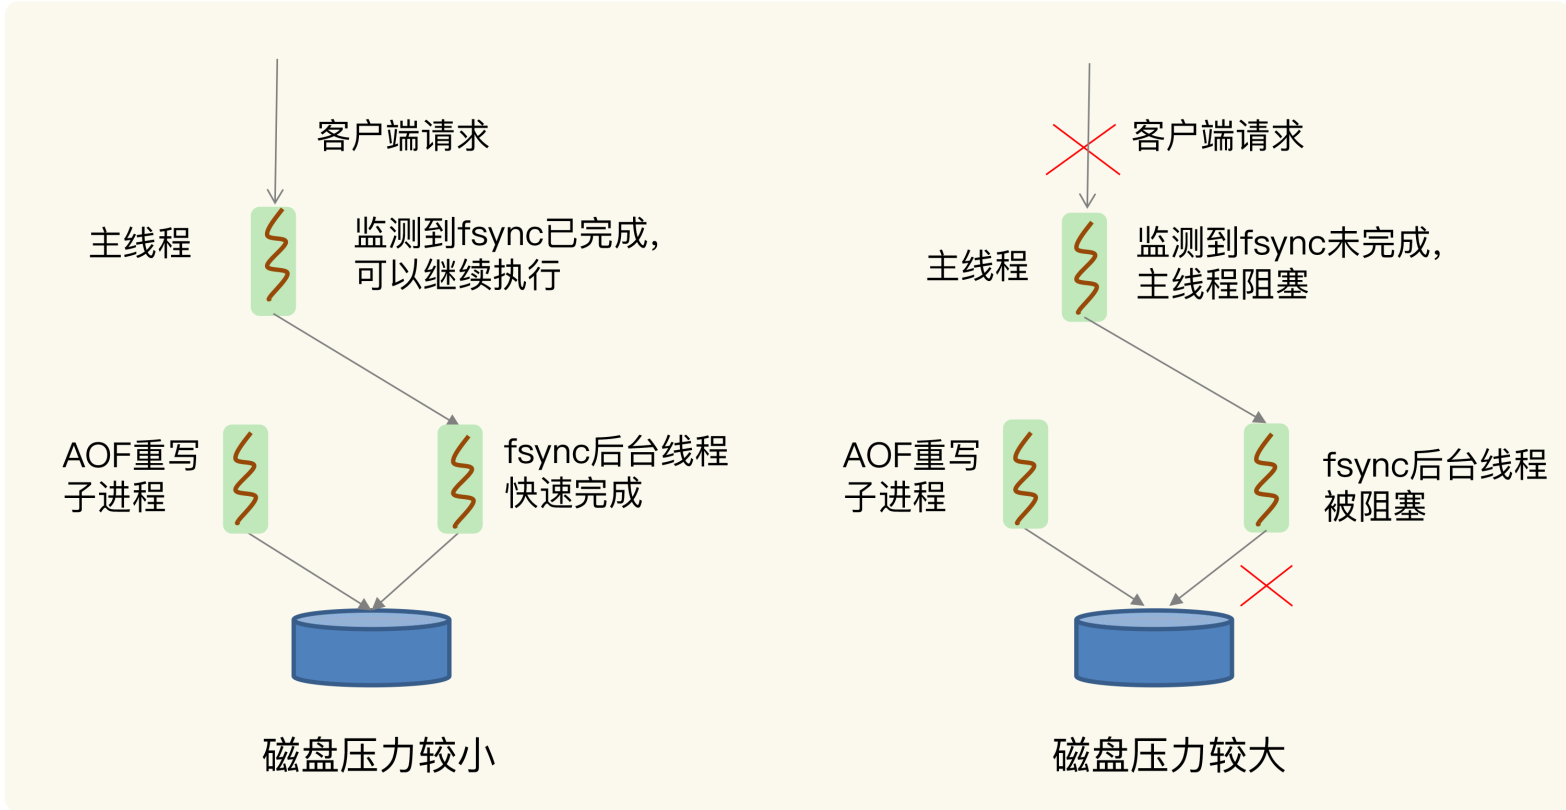 客户端请求
主线程
监测到fsync已完成，
可以继续执行
AOF重写
子进程
fsync后台线程
快速完成
磁盘压力较小
客户端请求
主线程
监测到fsync未完成，
主线程阻塞
AOF重写
子进程
fsync后台线程
被阻塞
磁盘压力较大